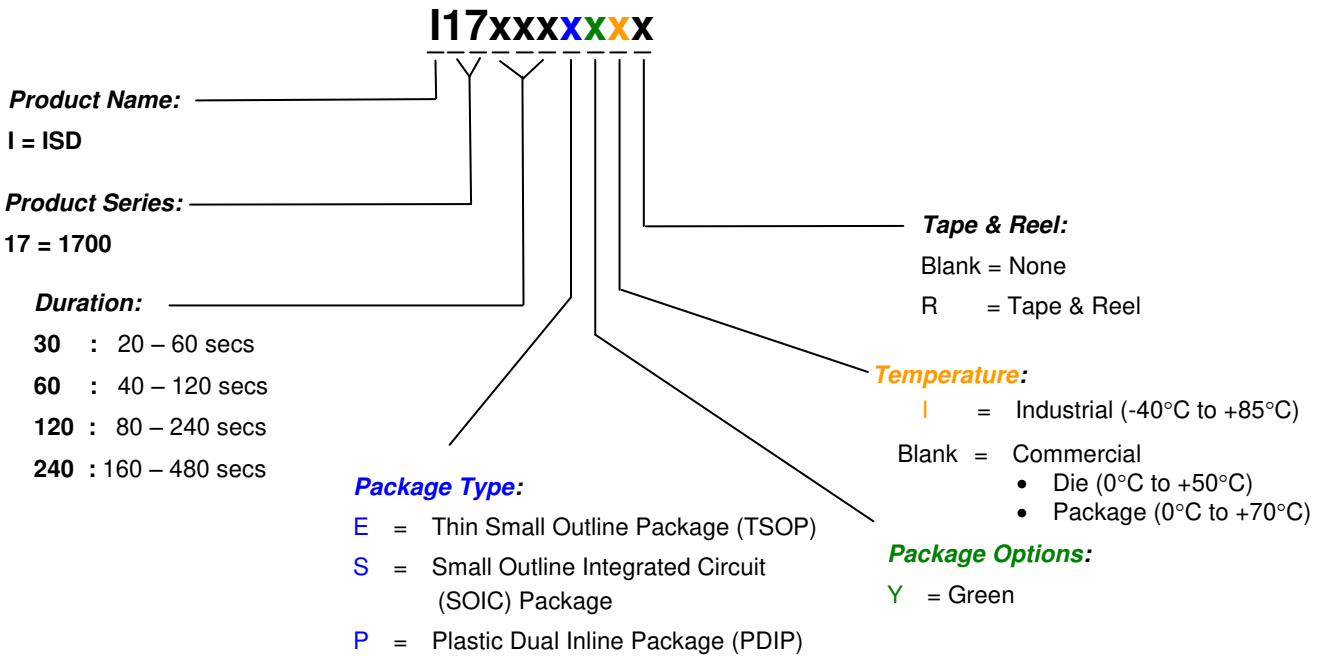 I17xxxxxxx
Product Name:
I = ISD
Product Series:
17 = 1700
Duration:
30 : 20 – 60 secs
60 : 40 – 120 secs
120 : 80 – 240 secs
240 : 160 – 480 secs
Package Type:
E = Thin Small Outline Package (TSOP)
S = Small Outline Integrated Circuit
(SOIC) Package
P = Plastic Dual Inline Package (PDIP)
Tape & Reel:
Blank = None
R = Tape & Reel
Temperature:
I = Industrial (-40°C to +85°C)
Blank = Commercial
• Die (0°C to +50°C)
• Package (0°C to +70°C)
Package Options:
Y = Green